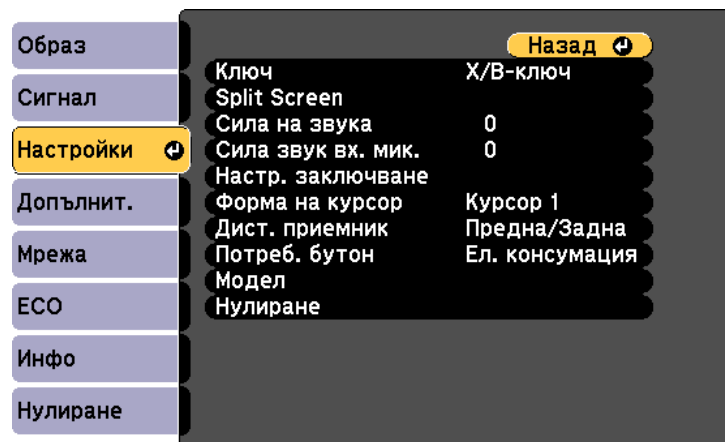 Образ
Сигнал
Настройки
Допълнит.
Мрежа
ECO
Инфо
Нулиране
Назад
Ключ Х/В-ключ
Split Screen
Сила на звука 0
Сила звук вх. мик. 0
Настр. заключване
Форма на курсор Курсор 1
Дист. приемник Предна/Задна
Потреб. бутон Ел. консумация
Модел
Нулиране